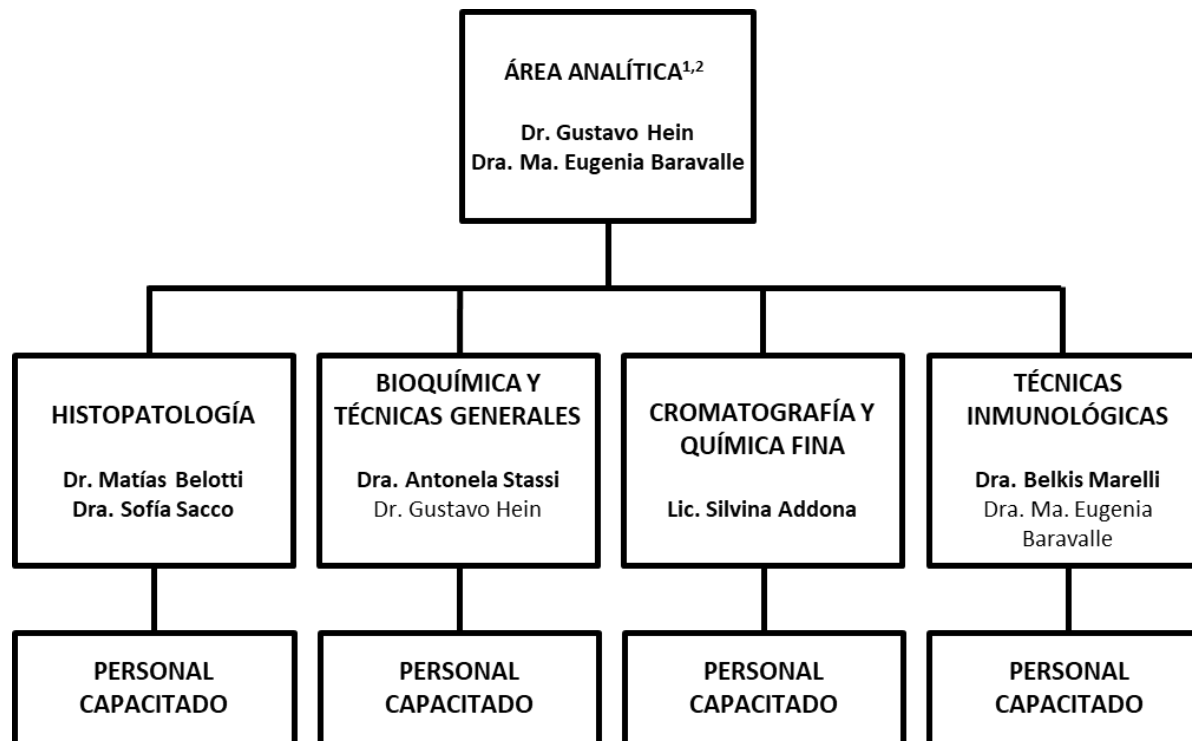 ÁREA ANALÍTICA¹,²
Dr. Gustavo Hein
Dra. Ma. Eugenia Baravalle
HISTOPATOLOGÍA
Dr. Matías Belotti
Dra. Sofía Sacco
BIOQUÍMICA Y
TÉCNICAS GENERALES
Dra. Antonela Stassi
Dr. Gustavo Hein
CROMATOGRAFÍA Y
QUÍMICA FINA
Lic. Silvina Addona
TÉCNICAS
INMUNOLÓGICAS
Dra. Belkis Marelli
Dra. Ma. Eugenia
Baravalle
PERSONAL
CAPACITADO
PERSONAL
CAPACITADO
PERSONAL
CAPACITADO
PERSONAL
CAPACITADO